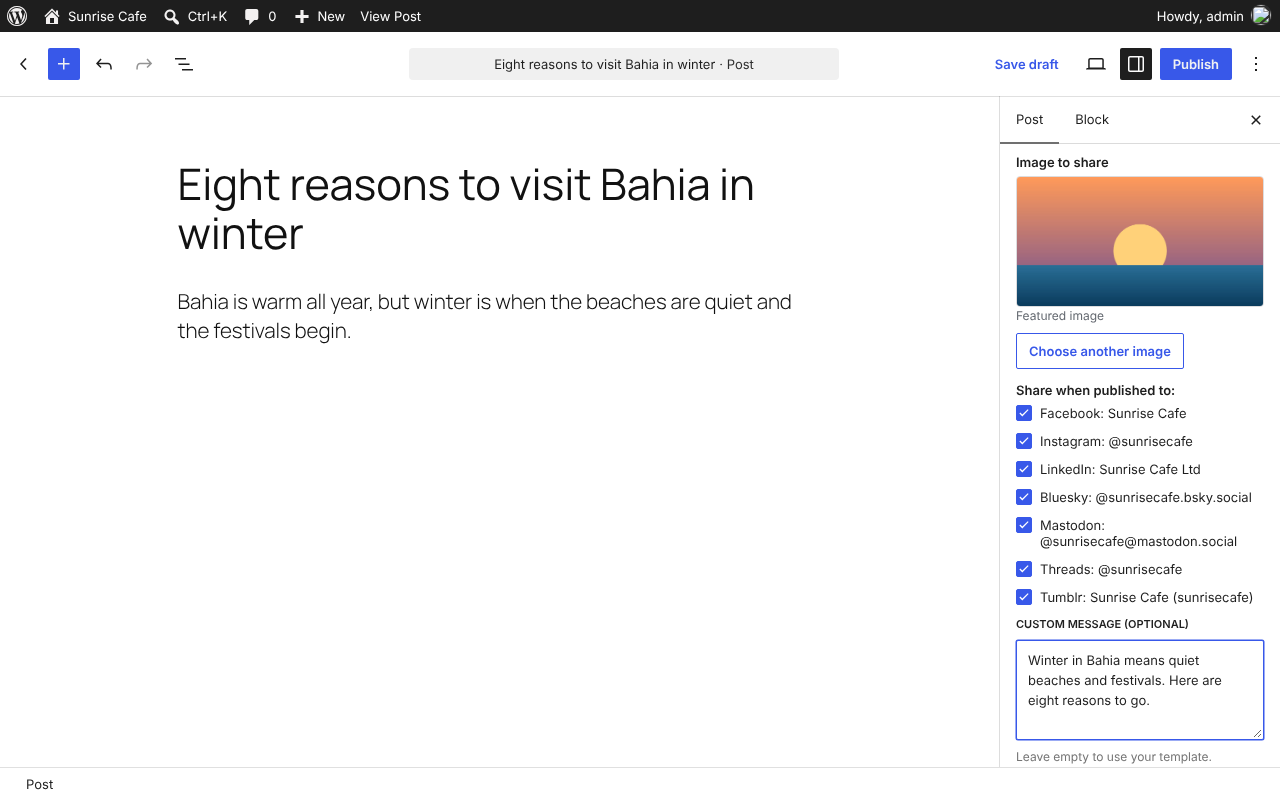 Sunrise Cafe
Ctrl+K
0
New
View Post
Howdy, admin
Eight reasons to visit Bahia in winter · Post
Save draft
Publish
Post
Block
Image to share
Featured image
Choose another image
Share when published to:
Facebook: Sunrise Cafe
Instagram: @sunrisecafe
LinkedIn: Sunrise Cafe Ltd
Bluesky: @sunrisecafe.bsky.social
Mastodon:
@sunrisecafe@mastodon.social
Threads: @sunrisecafe
Tumblr: Sunrise Cafe (sunrisecafe)
CUSTOM MESSAGE (OPTIONAL)
Winter in Bahia means quiet
beaches and festivals. Here are
eight reasons to go.
Leave empty to use your template.
Eight reasons to visit Bahia in
winter
Bahia is warm all year, but winter is when the beaches are quiet and
the festivals begin.
Post